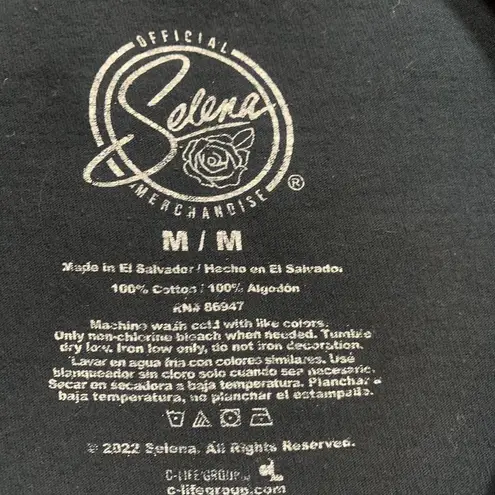 OFFICIAL
Selena
MERCHANDISE ®
M / M
Made in El Salvador / Hecho en El Salvador
100% Cotton / 100% Algodón
RN# 86947
Machine wash cold with like colors.
Only non-chlorine bleach when needed. Tumble
dry low. Iron low only, do not iron decoration.
Lavar en agua fria con colores similares. Usé
blanqueador sin cloro solo cuando sea necesario.
Secar en secadora a baja temperatura. Planchar a
baja temperatura, no planchar el estampado.
© 2022 Selena. All Rights Reserved.
C-LIFE GROUP
c-lifegroup.com